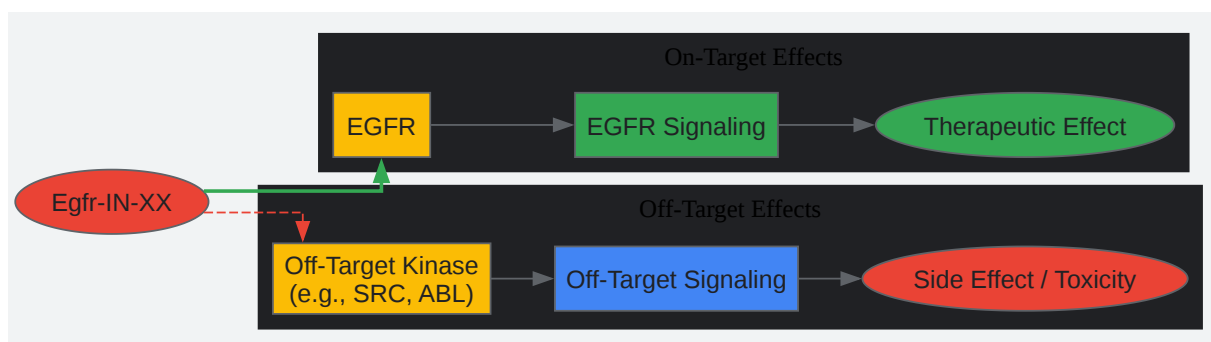 On-Target Effects
EGFR
EGFR Signaling
Therapeutic Effect
Egfr-IN-XX
Off-Target Effects
Off-Target Kinase
(e.g., SRC, ABL)
Off-Target Signaling
Side Effect / Toxicity